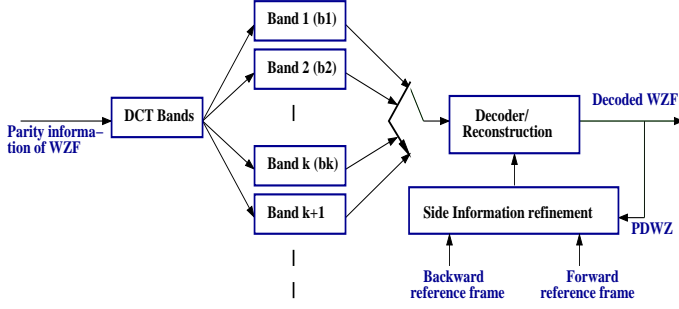 Band 1 (b1)
Band 2 (b2)
DCT Bands
Parity informa–
tion of WZF
Band k (bk)
Band k+1
Decoder/
Reconstruction
Decoded WZF
Side Information refinement
PDWZ
Backward
reference frame
Forward
reference frame